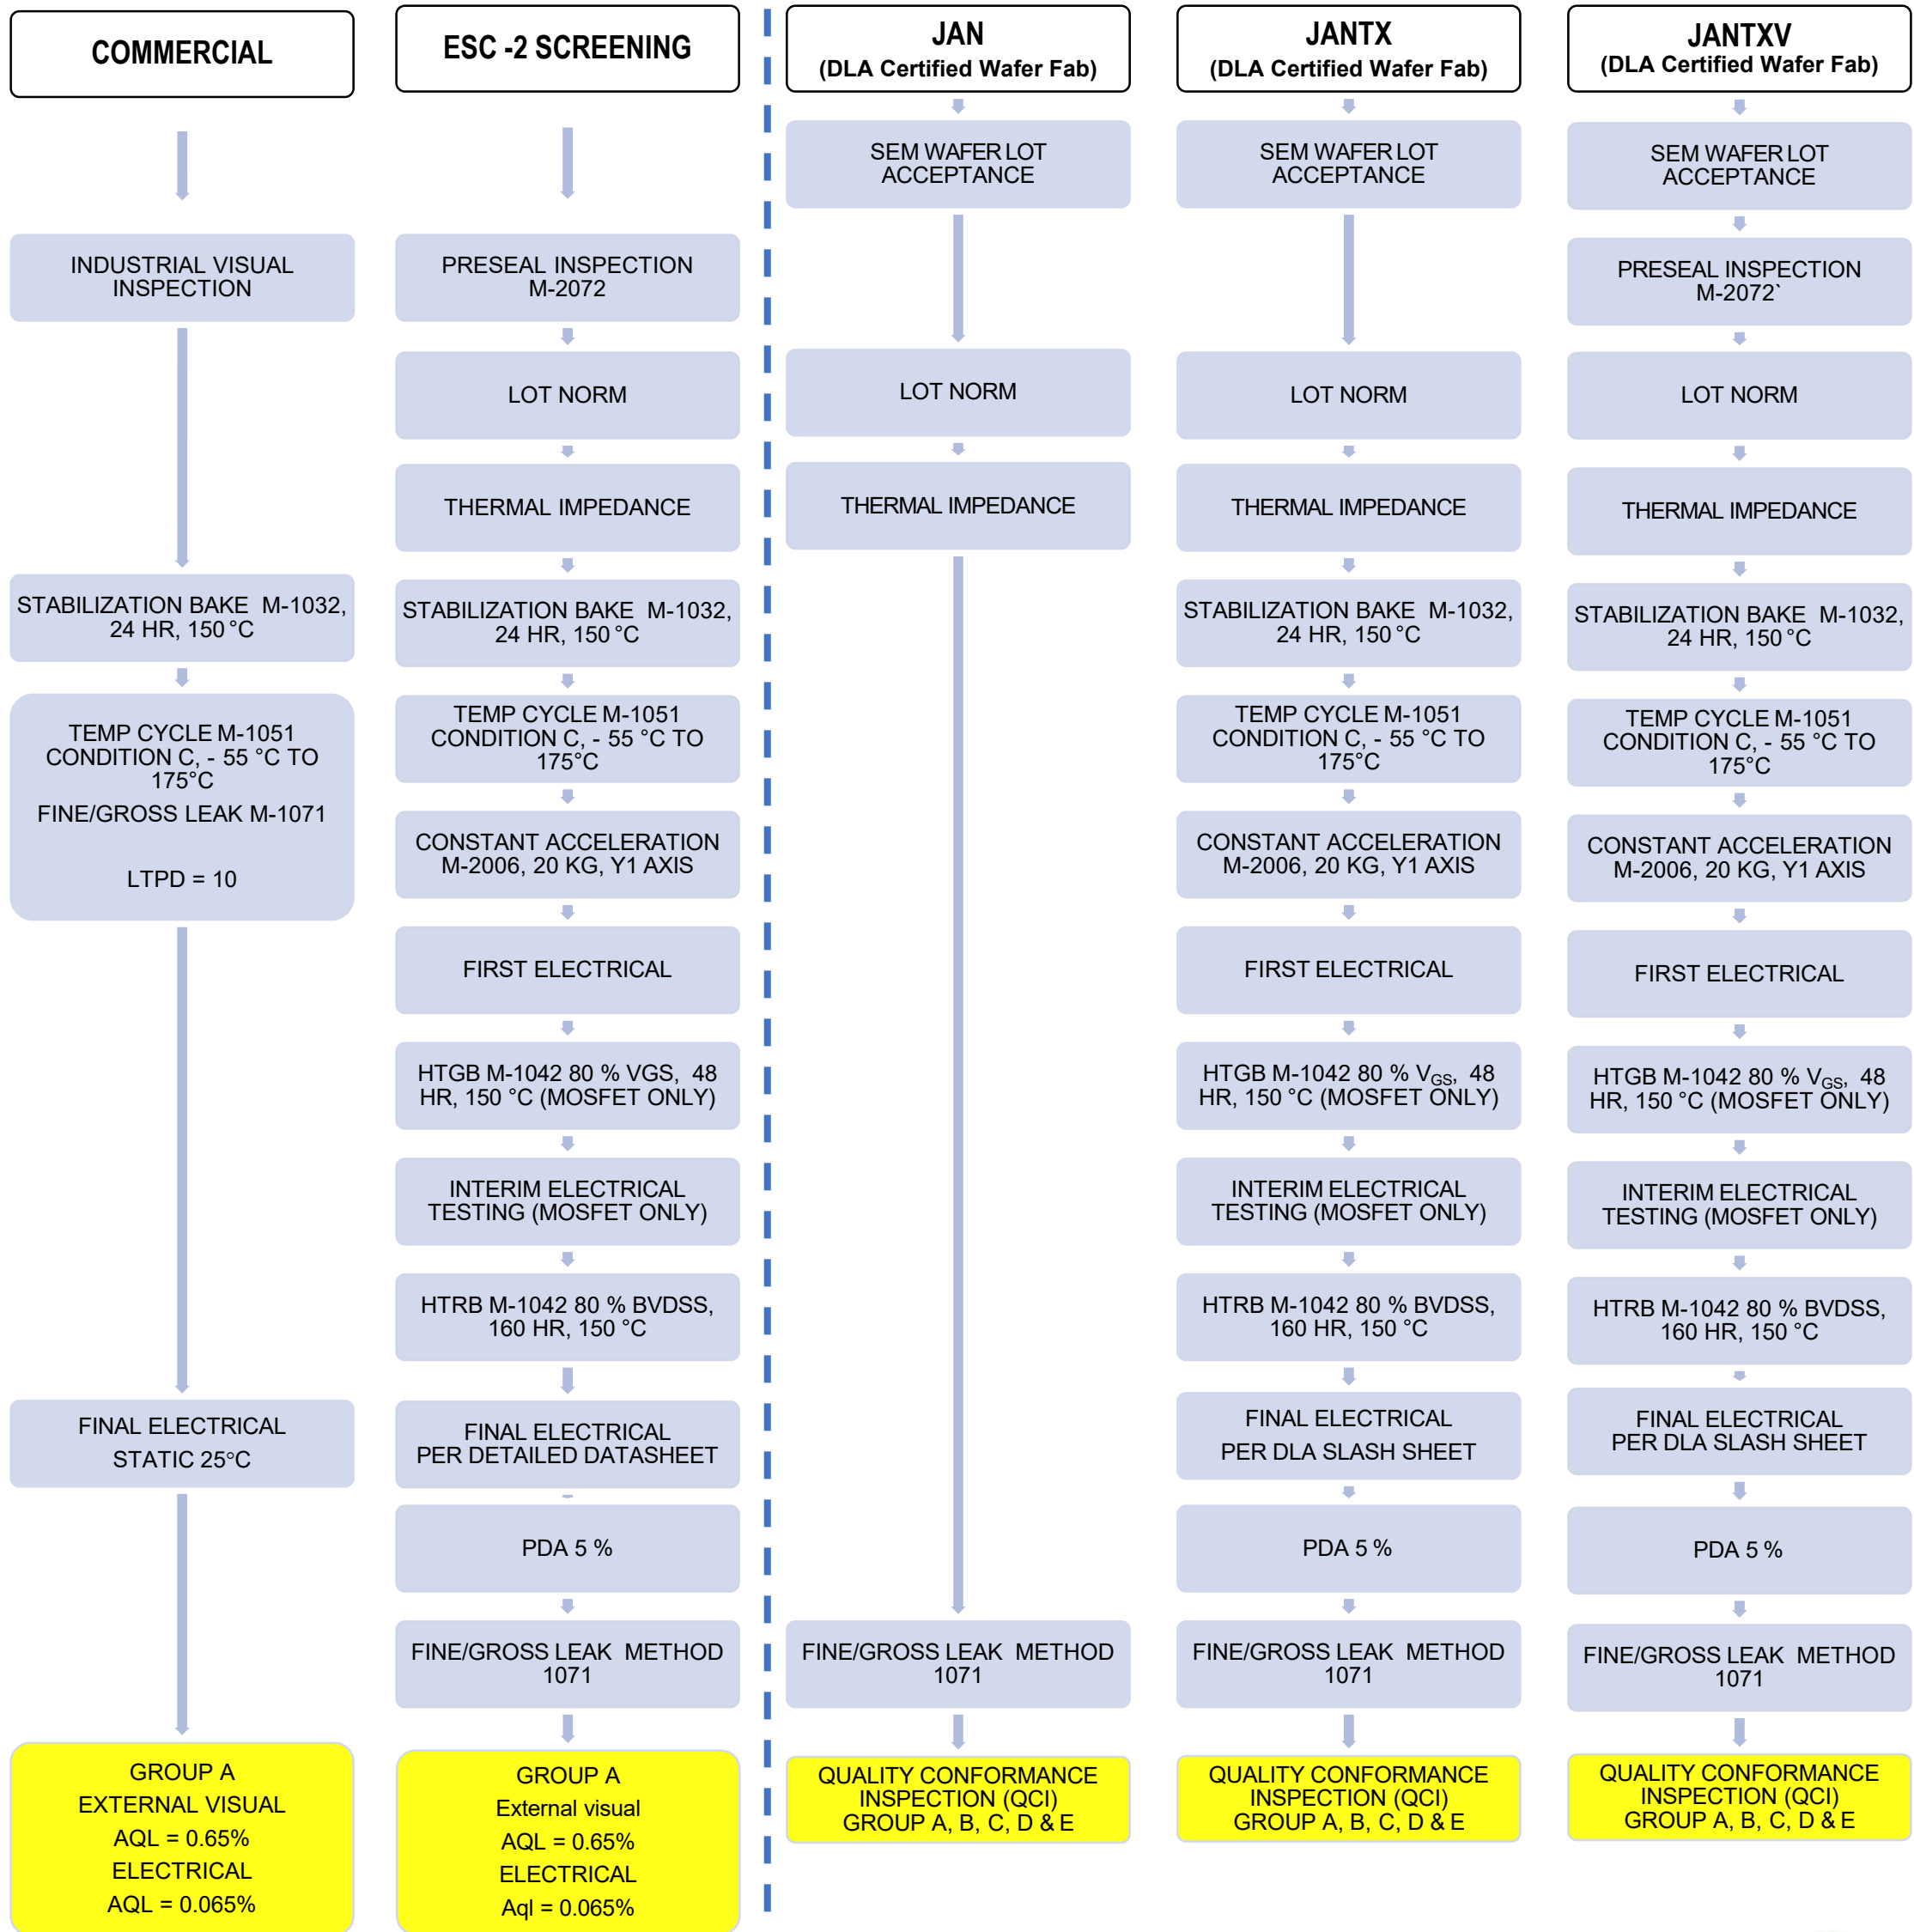 COMMERCIAL
INDUSTRIAL VISUAL
INSPECTION
STABILIZATION BAKE M-1032,
24 HR, 150 °C
TEMP CYCLE M-1051
CONDITION C, - 55 °C TO
175°C
FINE/GROSS LEAK M-1071
LTPD = 10
FINAL ELECTRICAL
STATIC 25°C
GROUP A
EXTERNAL VISUAL
AQL = 0.65%
ELECTRICAL
AQL = 0.065%
ESC -2 SCREENING
PRESEAL INSPECTION
M-2072
LOT NORM
THERMAL IMPEDANCE
STABILIZATION BAKE M-1032,
24 HR, 150 °C
TEMP CYCLE M-1051
CONDITION C, - 55 °C TO
175°C
CONSTANT ACCELERATION
M-2006, 20 KG, Y1 AXIS
FIRST ELECTRICAL
HTGB M-1042 80 % VGS, 48
HR, 150 °C (MOSFET ONLY)
INTERIM ELECTRICAL
TESTING (MOSFET ONLY)
HTRB M-1042 80 % BVDSS,
160 HR, 150 °C
FINAL ELECTRICAL
PER DETAILED DATASHEET
PDA 5 %
FINE/GROSS LEAK METHOD
1071
GROUP A
External visual
AQL = 0.65%
ELECTRICAL
Aql = 0.065%
JAN
(DLA Certified Wafer Fab)
SEM WAFER LOT
ACCEPTANCE
LOT NORM
THERMAL IMPEDANCE
FINE/GROSS LEAK METHOD
1071
QUALITY CONFORMANCE
INSPECTION (QCI)
GROUP A, B, C, D & E
JANTX
(DLA Certified Wafer Fab)
SEM WAFER LOT
ACCEPTANCE
LOT NORM
THERMAL IMPEDANCE
STABILIZATION BAKE M-1032,
24 HR, 150 °C
TEMP CYCLE M-1051
CONDITION C, - 55 °C TO
175°C
CONSTANT ACCELERATION
M-2006, 20 KG, Y1 AXIS
FIRST ELECTRICAL
HTGB M-1042 80 % VGS, 48
HR, 150 °C (MOSFET ONLY)
INTERIM ELECTRICAL
TESTING (MOSFET ONLY)
HTRB M-1042 80 % BVDSS,
160 HR, 150 °C
FINAL ELECTRICAL
PER DLA SLASH SHEET
PDA 5 %
FINE/GROSS LEAK METHOD
1071
QUALITY CONFORMANCE
INSPECTION (QCI)
GROUP A, B, C, D & E
JANTXV
(DLA Certified Wafer Fab)
SEM WAFER LOT
ACCEPTANCE
PRESEAL INSPECTION
M-2072`
LOT NORM
THERMAL IMPEDANCE
STABILIZATION BAKE M-1032,
24 HR, 150 °C
TEMP CYCLE M-1051
CONDITION C, - 55 °C TO
175°C
CONSTANT ACCELERATION
M-2006, 20 KG, Y1 AXIS
FIRST ELECTRICAL
HTGB M-1042 80 % VGS, 48
HR, 150 °C (MOSFET ONLY)
INTERIM ELECTRICAL
TESTING (MOSFET ONLY)
HTRB M-1042 80 % BVDSS,
160 HR, 150 °C
FINAL ELECTRICAL
PER DLA SLASH SHEET
PDA 5 %
FINE/GROSS LEAK METHOD
1071
QUALITY CONFORMANCE
INSPECTION (QCI)
GROUP A, B, C, D & E